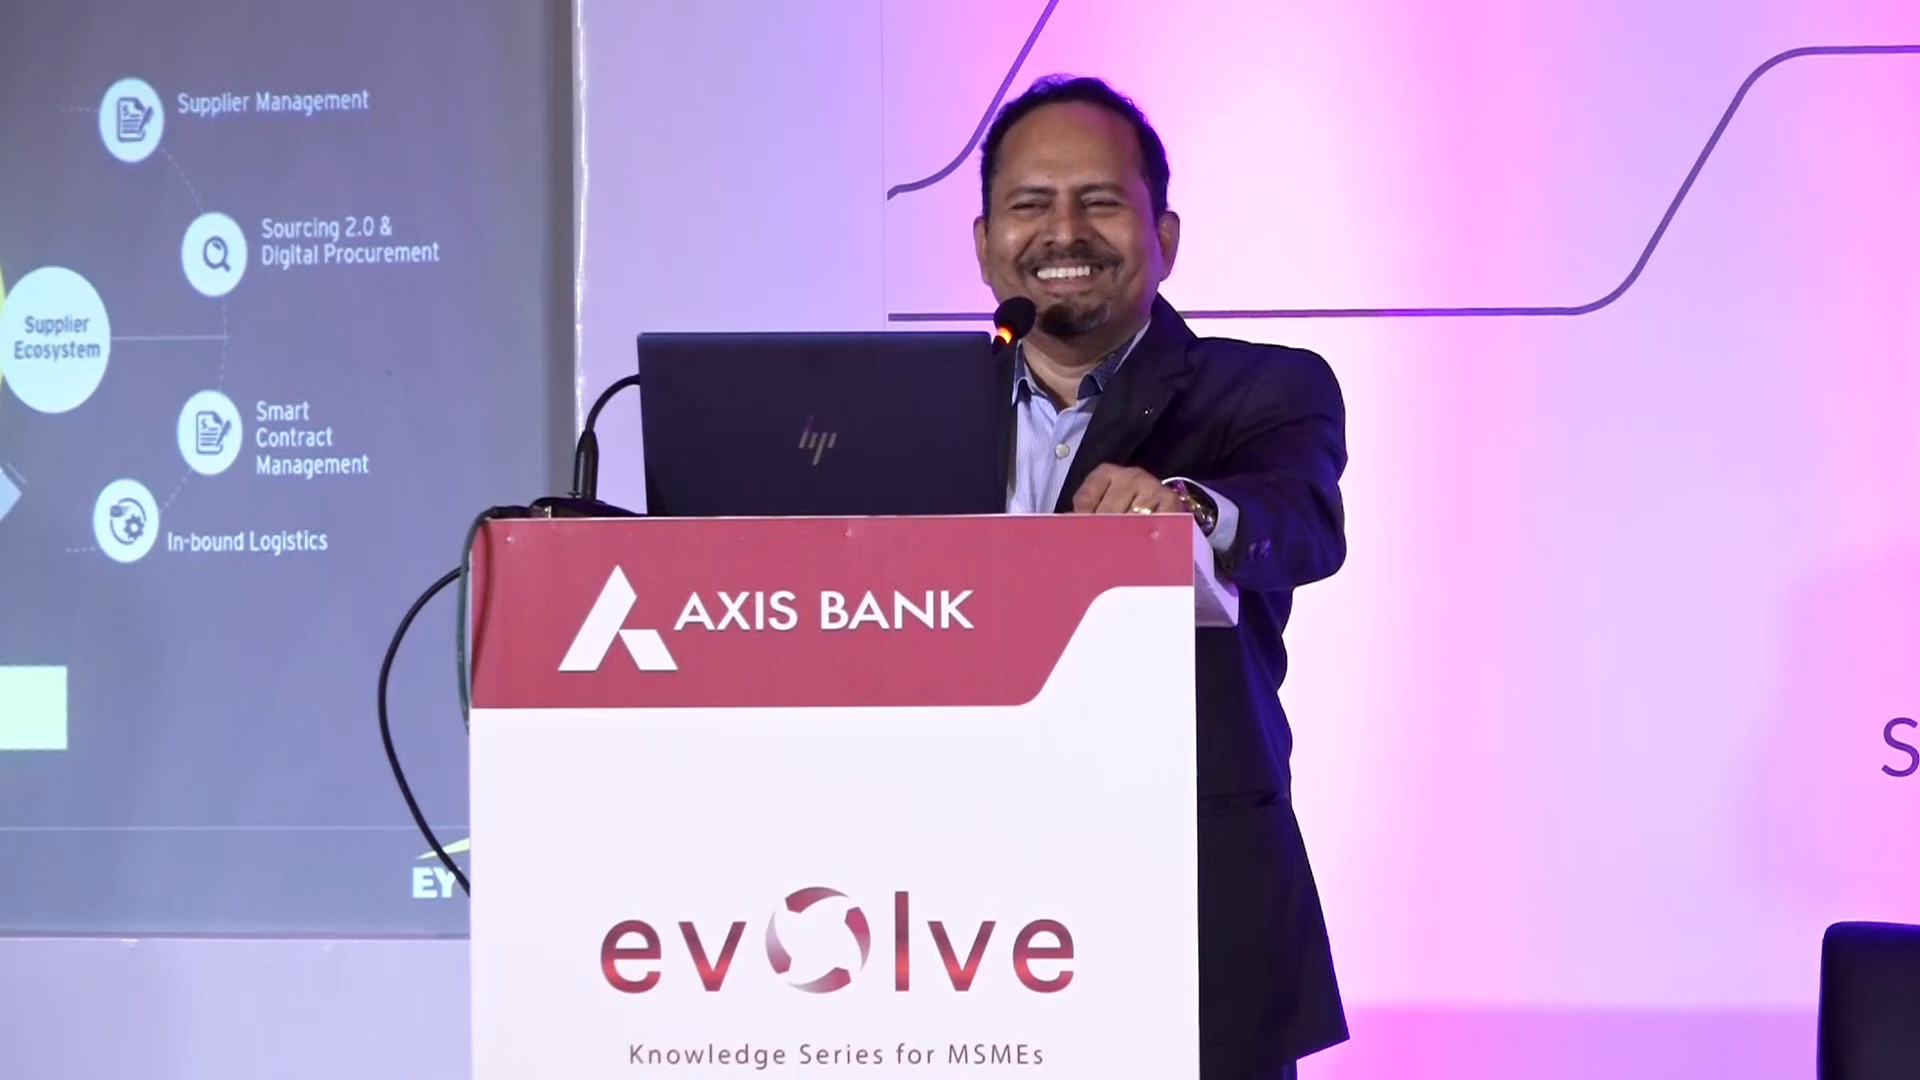 Supplier Management
Sourcing 2.0 &
Digital Procurement
Supplier
Ecosystem
Smart
Contract
Management
In-bound Logistics
EY
hp
AXIS BANK
evolve
Knowledge Series for MSMEs
S